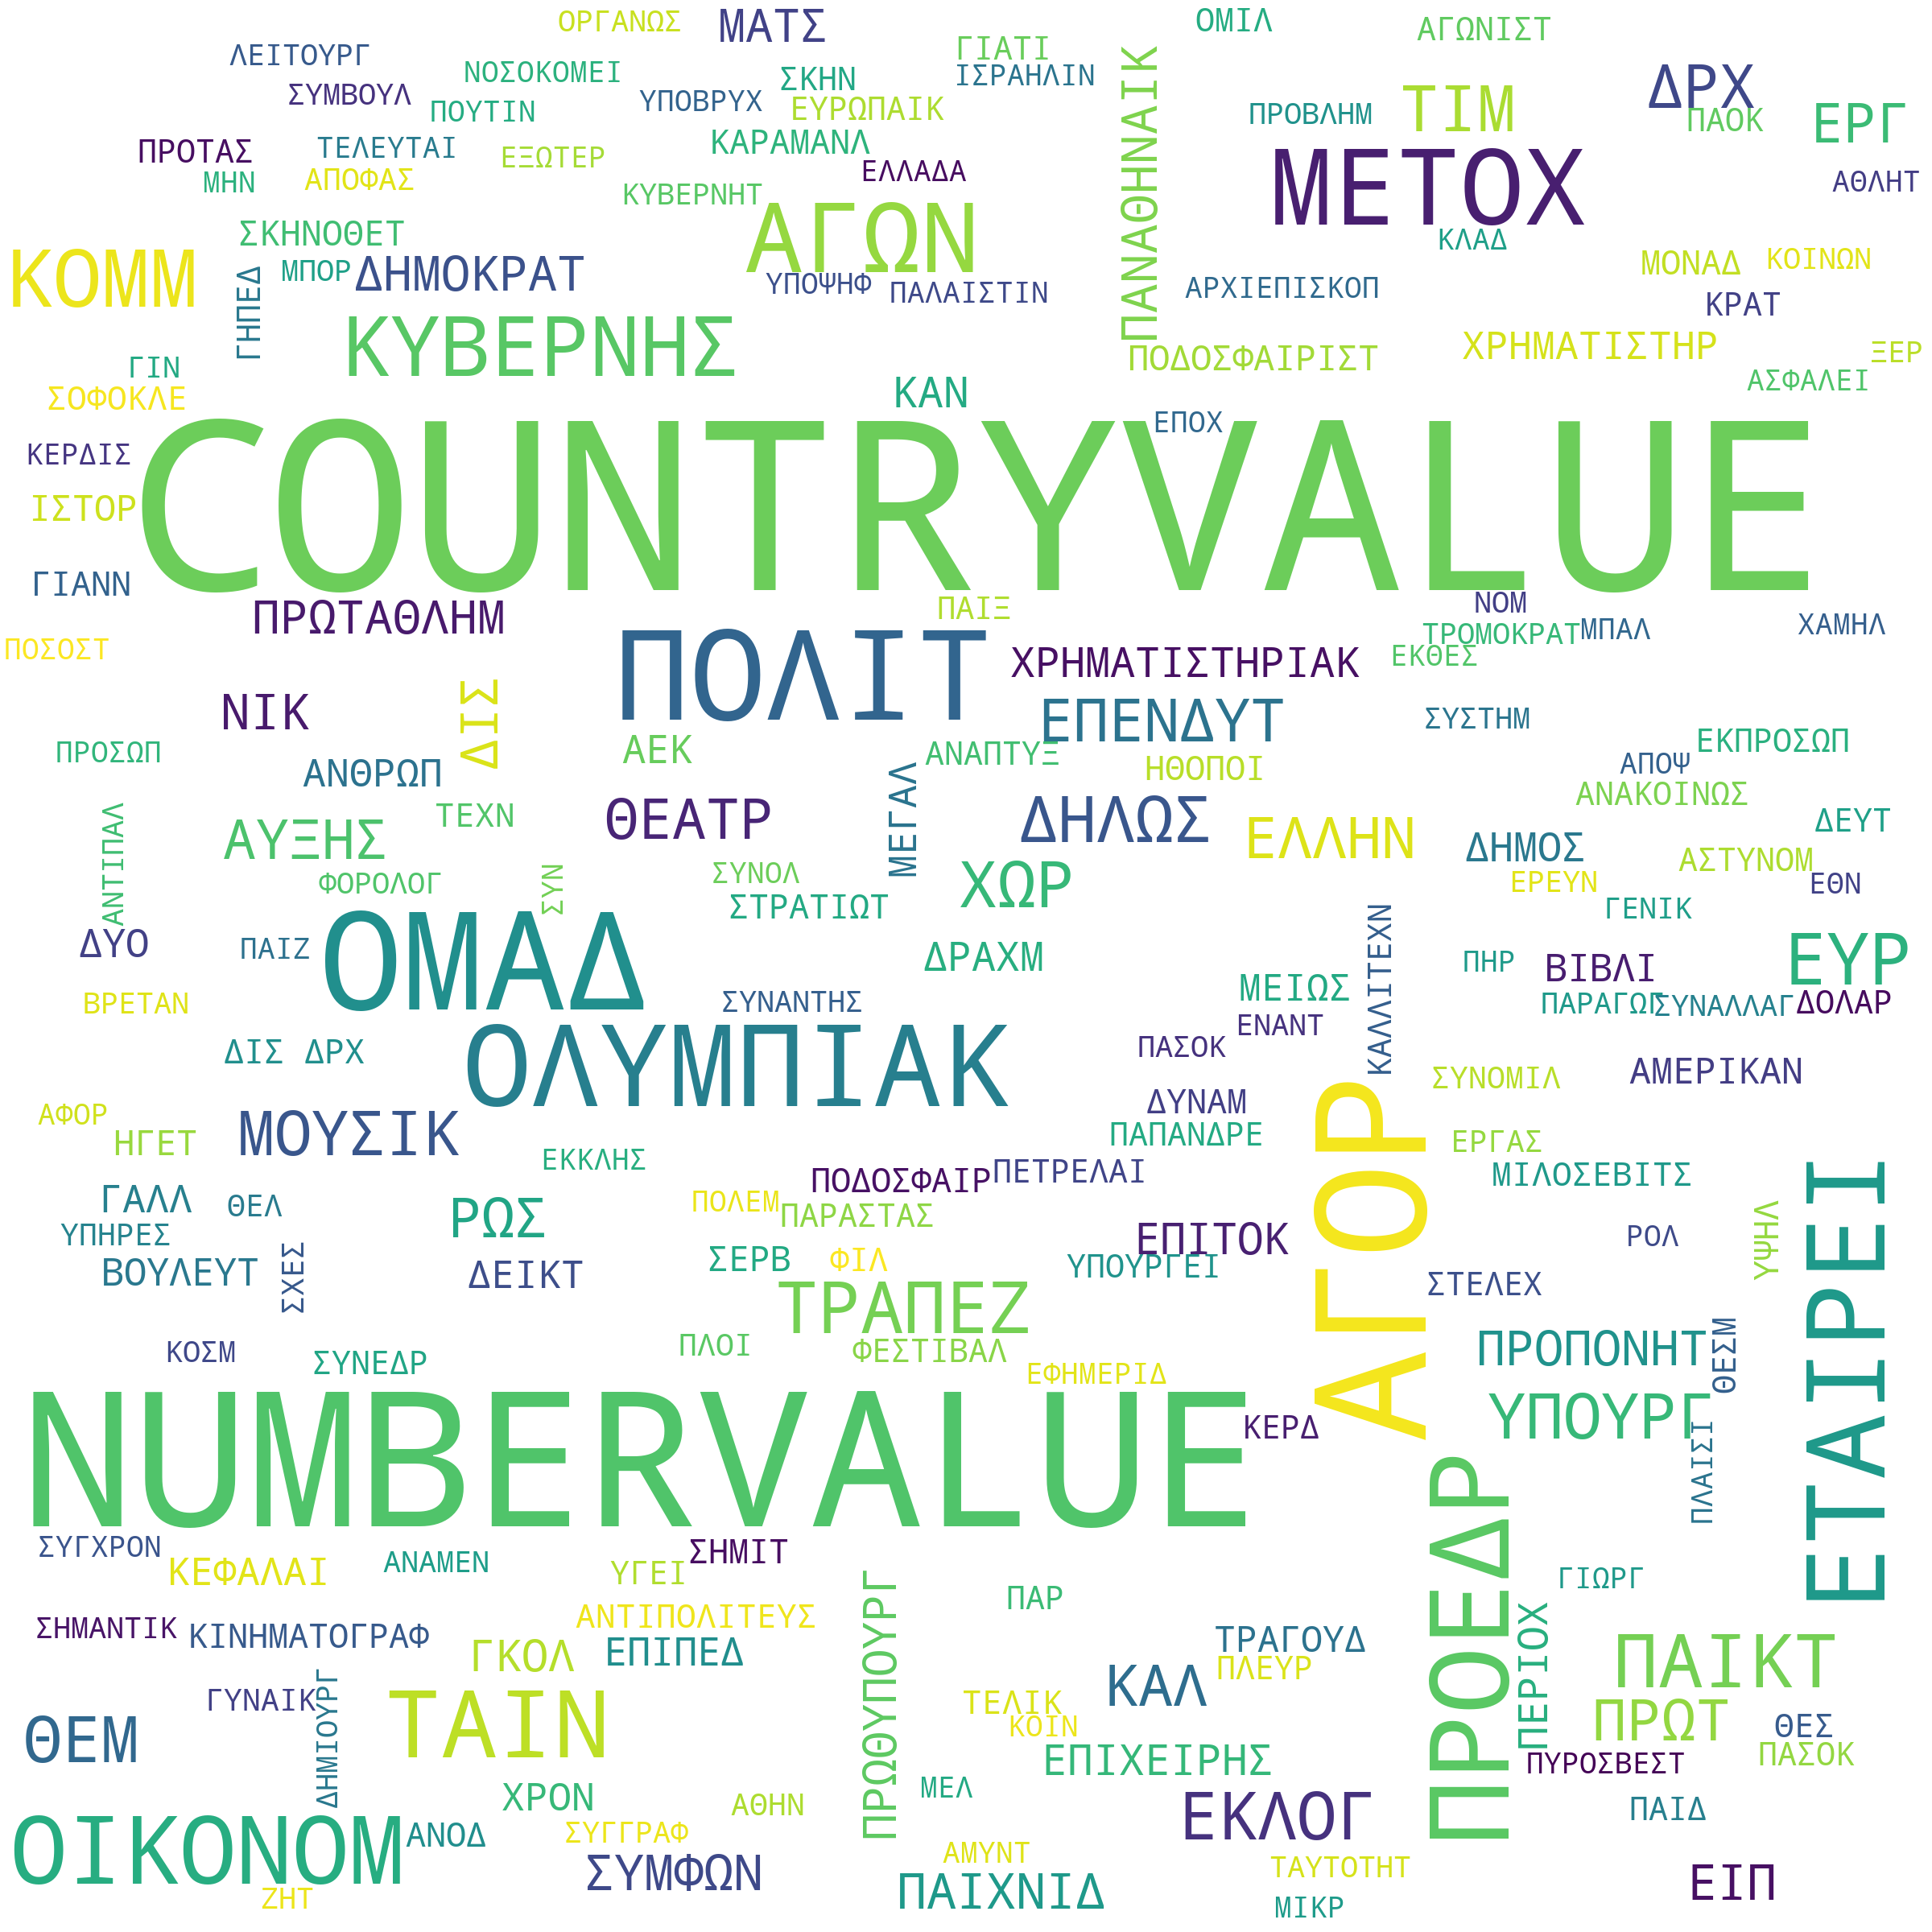 ΟΡΓΑΝΩΣ
ΜΑΤΣ
ΟΜΙΛ
ΑΓΩΝΙΣΤ
ΛΕΙΤΟΥΡΓ
ΓΙΑΤΙ
ΝΟΣΟΚΟΜΕΙ
ΣΚΗΝ
ΙΣΡΑΗΛΙΝ
ΔΡΧ
ΣΥΜΒΟΥΛ
ΠΟΥΤΙΝ
ΥΠΟΒΡΥΧ
ΕΥΡΩΠΑΙΚ
ΠΑΝΑΘΗΝΑΙΚ
ΠΡΟΒΛΗΜ
ΤΙΜ
ΠΑΟΚ
ΕΡΓ
ΠΡΟΤΑΣ
ΤΕΛΕΥΤΑΙ
ΕΞΩΤΕΡ
ΚΑΡΑΜΑΝΛ
ΕΛΛΑΔΑ
ΜΕΤΟΧ
ΑΘΛΗΤ
ΜΗΝ
ΑΠΟΦΑΣ
ΚΥΒΕΡΝΗΤ
ΑΓΩΝ
ΣΚΗΝΟΘΕΤ
ΚΛΑΔ
ΚΟΜΜ
ΓΗΠΕΔ
ΜΠΟΡ
ΔΗΜΟΚΡΑΤ
ΥΠΟΨΗΦ
ΠΑΛΑΙΣΤΙΝ
ΑΡΧΙΕΠΙΣΚΟΠ
ΜΟΝΑΔ
ΚΟΙΝΩΝ
ΚΡΑΤ
ΚΥΒΕΡΝΗΣ
ΠΟΔΟΣΦΑΙΡΙΣΤ
ΧΡΗΜΑΤΙΣΤΗΡ
ΞΕΡ
ΓΙΝ
ΣΟΦΟΚΛΕ
ΚΑΝ
ΑΣΦΑΛΕΙ
ΕΠΟΧ
ΚΕΡΔΙΣ
COUNTRYVALUE
ΙΣΤΟΡ
ΓΙΑΝΝ
ΠΡΩΤΑΘΛΗΜ
ΠΑΙΞ
ΝΟΜ
ΤΡΟΜΟΚΡΑΤ
ΜΠΑΛ
ΧΑΜΗΛ
ΠΟΣΟΣΤ
ΠΟΛΙΤ
ΧΡΗΜΑΤΙΣΤΗΡΙΑΚ
ΕΚΘΕΣ
ΝΙΚ
ΔΙΣ
ΕΠΕΝΔΥΤ
ΣΥΣΤΗΜ
ΠΡΟΣΩΠ
ΑΕΚ
ΑΝΑΠΤΥΞ
ΕΚΠΡΟΣΩΠ
ΑΝΘΡΩΠ
ΗΘΟΠΟΙ
ΑΠΟΨ
ΑΝΑΚΟΙΝΩΣ
ΑΝΤΙΠΑΛ
ΑΥΞΗΣ
ΤΕΧΝ
ΘΕΑΤΡ
ΜΕΓΑΛ
ΔΗΛΩΣ
ΕΛΛΗΝ
ΔΗΜΟΣ
ΔΕΥΤ
ΑΣΤΥΝΟΜ
ΦΟΡΟΛΟΓ
ΣΥΝ
ΣΥΝΟΛ
ΧΩΡ
ΕΡΕΥΝ
ΕΘΝ
ΣΤΡΑΤΙΩΤ
ΓΕΝΙΚ
ΔΥΟ
ΠΑΙΖ
ΟΜΑΔ
ΔΡΑΧΜ
ΚΑΛΛΙΤΕΧΝ
ΠΗΡ
ΒΙΒΛΙ
ΕΥΡ
ΒΡΕΤΑΝ
ΣΥΝΑΝΤΗΣ
ΜΕΙΩΣ
ΠΑΡΑΓΩΓ
ΣΥΝΑΛΛΑΓ
ΔΟΛΑΡ
ΕΝΑΝΤ
ΔΙΣ ΔΡΧ
ΟΛΥΜΠΙΑΚ
ΠΑΣΟΚ
ΣΥΝΟΜΙΛ
ΑΜΕΡΙΚΑΝ
ΑΦΟΡ
ΗΓΕΤ
ΜΟΥΣΙΚ
ΔΥΝΑΜ
ΠΑΠΑΝΔΡΕ
ΑΓΟΡ
ΕΡΓΑΣ
ΕΚΚΛΗΣ
ΠΟΔΟΣΦΑΙΡ
ΠΕΤΡΕΛΑΙ
ΜΙΛΟΣΕΒΙΤΣ
ΕΤΑΙΡΕΙ
ΓΑΛΛ
ΘΕΛ
ΡΩΣ
ΠΟΛΕΜ
ΠΑΡΑΣΤΑΣ
ΥΠΗΡΕΣ
ΕΠΙΤΟΚ
ΡΟΛ
ΥΨΗΛ
ΒΟΥΛΕΥΤ
ΣΧΕΣ
ΔΕΙΚΤ
ΣΕΡΒ
ΦΙΛ
ΥΠΟΥΡΓΕΙ
ΣΤΕΛΕΧ
ΤΡΑΠΕΖ
ΚΟΣΜ
ΣΥΝΕΔΡ
ΠΛΟΙ
ΦΕΣΤΙΒΑΛ
ΕΦΗΜΕΡΙΔ
ΠΡΟΠΟΝΗΤ
ΘΕΣΜ
NUMBERVALUE
ΚΕΡΔ
ΥΠΟΥΡΓ
ΠΛΑΙΣΙ
ΠΡΟΕΔΡ
ΣΥΓΧΡΟΝ
ΚΕΦΑΛΑΙ
ΑΝΑΜΕΝ
ΥΓΕΙ
ΣΗΜΙΤ
ΓΙΩΡΓ
ΠΡΩΘΥΠΟΥΡΓ
ΠΑΡ
ΣΗΜΑΝΤΙΚ
ΚΙΝΗΜΑΤΟΓΡΑΦ
ΑΝΤΙΠΟΛΙΤΕΥΣ
ΓΚΟΛ
ΕΠΙΠΕΔ
ΤΡΑΓΟΥΔ
ΠΛΕΥΡ
ΠΕΡΙΟΧ
ΠΑΙΚΤ
ΓΥΝΑΙΚ
ΔΗΜΙΟΥΡΓ
ΤΑΙΝ
ΤΕΛΙΚ
ΚΑΛ
ΘΕΜ
ΚΟΙΝ
ΠΡΩΤ
ΘΕΣ
ΕΠΙΧΕΙΡΗΣ
ΠΥΡΟΣΒΕΣΤ
ΠΑΣΟΚ
ΧΡΟΝ
ΑΘΗΝ
ΜΕΛ
ΕΚΛΟΓ
ΠΑΙΔ
ΟΙΚΟΝΟΜ
ΑΝΟΔ
ΣΥΓΓΡΑΦ
ΑΜΥΝΤ
ΣΥΜΦΩΝ
ΤΑΥΤΟΤΗΤ
ΕΙΠ
ΖΗΤ
ΠΑΙΧΝΙΔ
ΜΙΚΡ